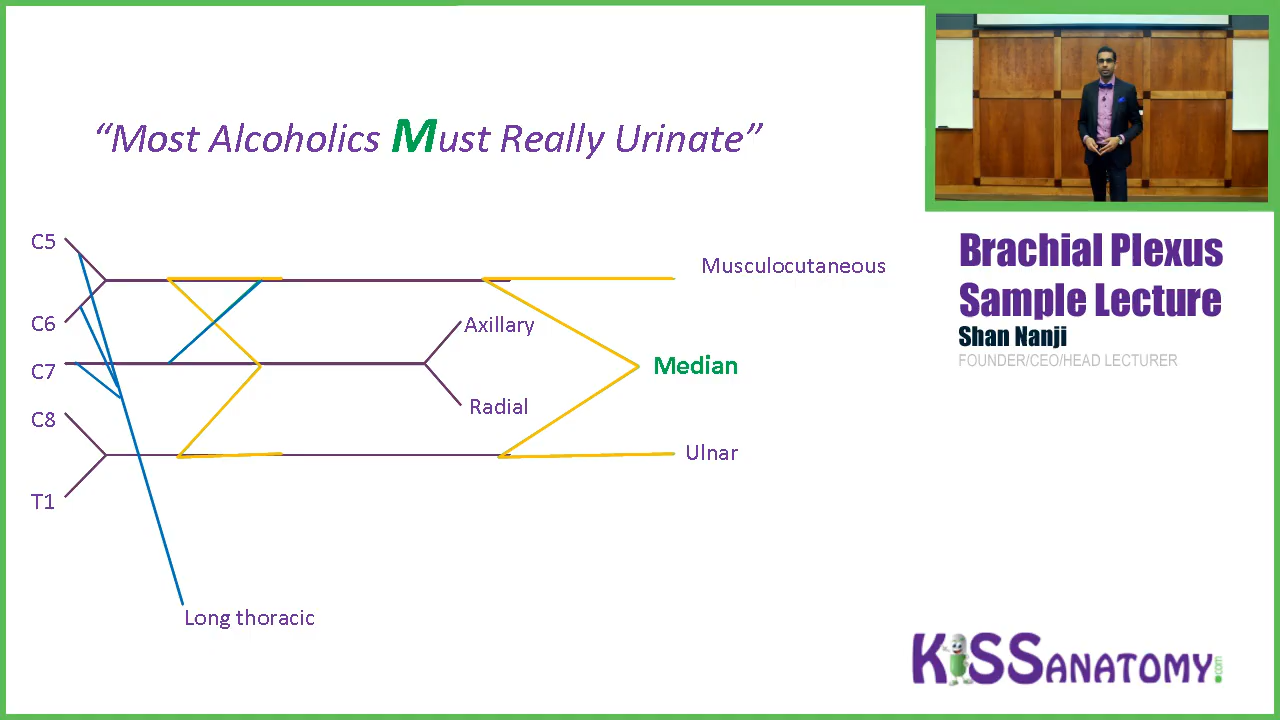 “Most Alcoholics Must Really Urinate”
C5
Musculocutaneous
C6
Axillary
C7
Median
Radial
C8
Ulnar
T1
Long thoracic
Brachial Plexus
Sample Lecture
Shan Nanji
FOUNDER/CEO/HEAD LECTURER
KiSSANATOMY.com